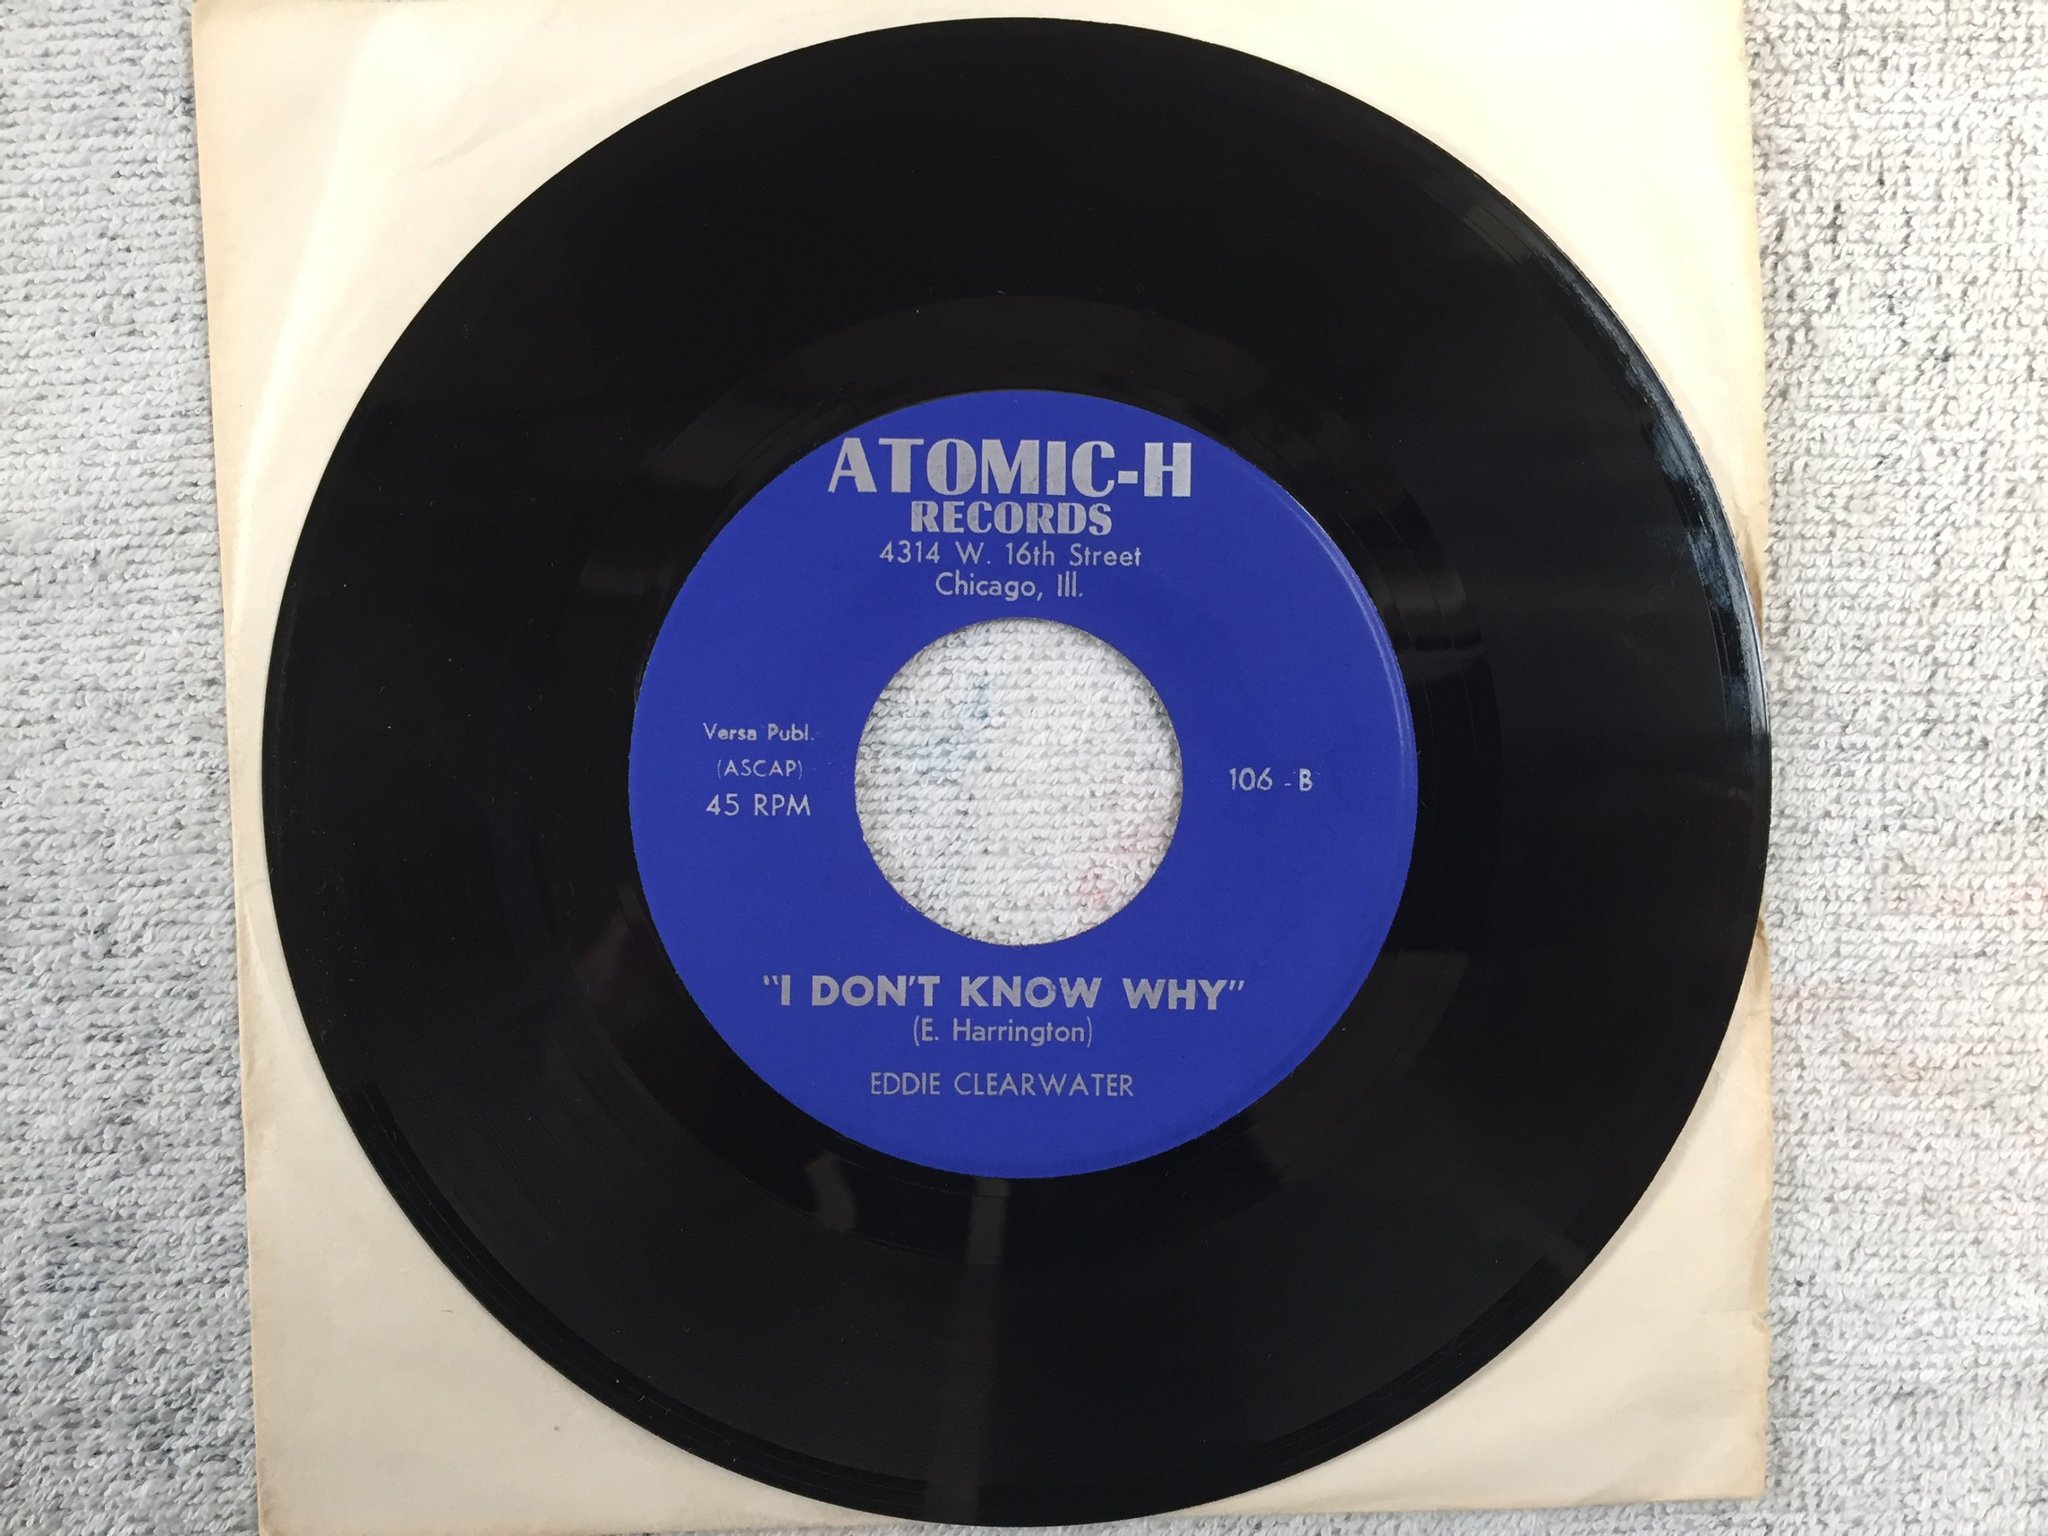 ATOMIC-H
RECORDS
4314 W. 16th Street
Chicago, Ill.
Versa Publ.
(ASCAP)
45 RPM
106 - B
"I DON'T KNOW WHY"
(E. Harrington)
EDDIE CLEARWATER